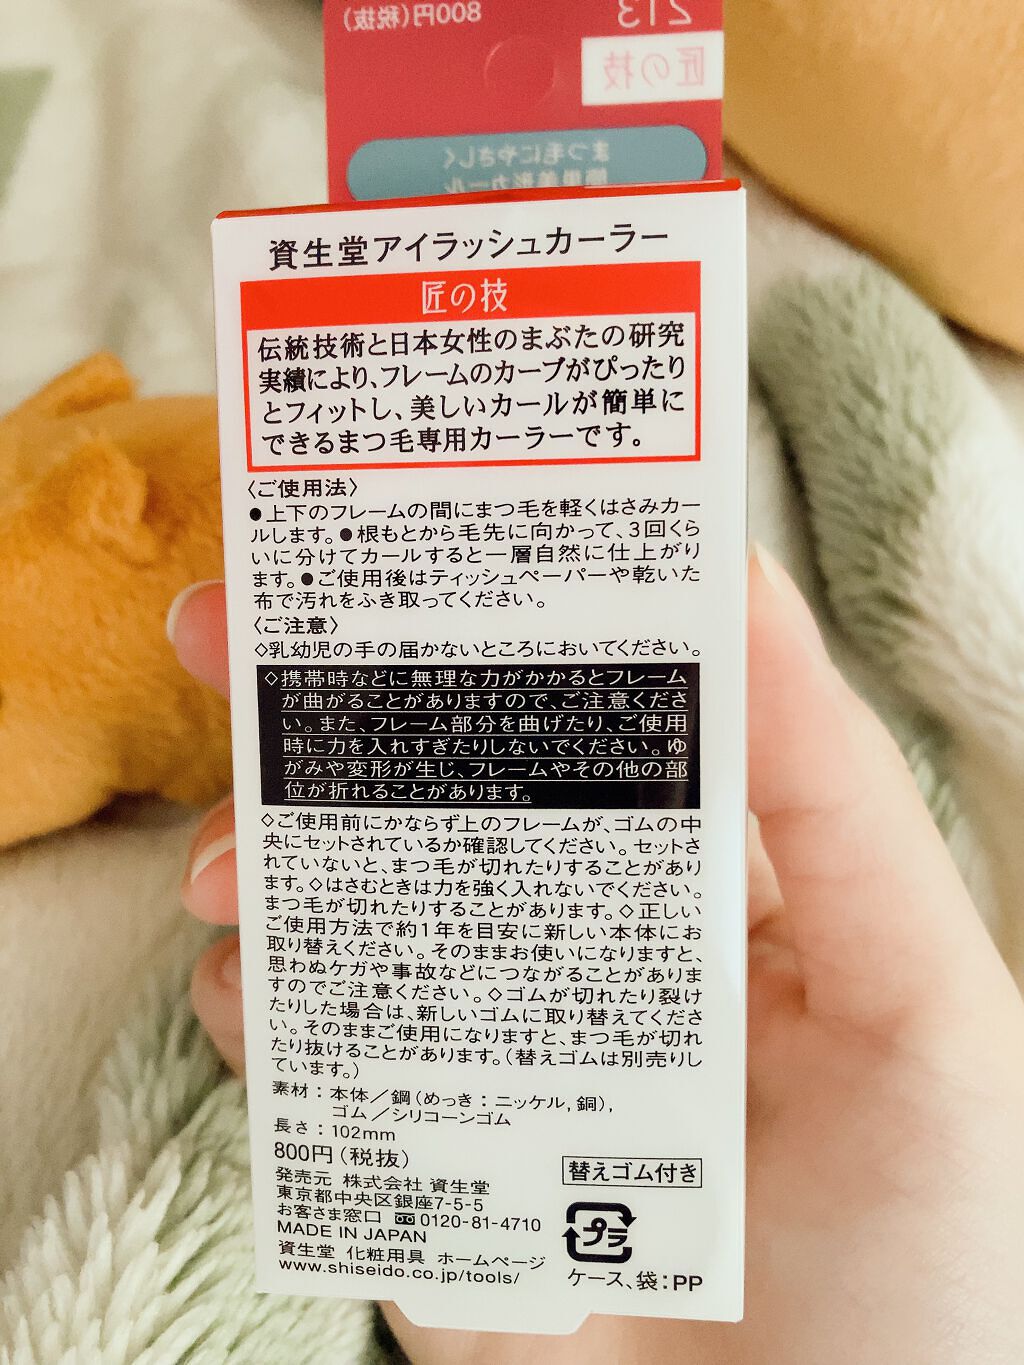 213
800円(税抜)
匠の技
まつ毛にやさしく
簡単美形カール
資生堂アイラッシュカーラー
匠の技
伝統技術と日本女性のまぶたの研究
実績により、フレームのカーブがぴったり
とフィットし、美しいカールが簡単に
できるまつ毛専用カーラーです。
〈ご使用法〉
●上下のフレームの間にまつ毛を軽くはさみカー
ルします。●根もとから毛先に向かって、3回くら
いに分けてカールすると一層自然に仕上がり
ます。●ご使用後はティッシュペーパーや乾いた
布で汚れをふき取ってください。
〈ご注意〉
◇乳幼児の手の届かないところにおいてください。
◇携帯時などに無理な力がかかるとフレーム
が曲がることがありますので、ご注意くださ
い。また、フレーム部分を曲げたり、ご使用
時に力を入れすぎたりしないでください。ゆ
がみや変形が生じ、フレームやその他の部
位が折れることがあります。
◇ご使用前にかならず上のフレームが、ゴムの中
央にセットされているか確認してください。セットさ
れていないと、まつ毛が切れたりすることがあり
ます。◇はさむときは力を強く入れないでください。
まつ毛が切れたりすることがあります。◇正しい
ご使用方法で約1年を目安に新しい本体にお
取り替えください。そのままお使いになりますと、
思わぬケガや事故などにつながることがありま
すのでご注意ください。◇ゴムが切れたり裂け
たりした場合は、新しいゴムに取り替えてくださ
い。そのままご使用になりますと、まつ毛が切れ
たり抜けることがあります。(替えゴムは別売りし
ています。)
素材：本体／鋼(めっき：ニッケル,銅),
ゴム／シリコーンゴム
長さ：102mm
800円(税抜)
発売元 株式会社 資生堂
東京都中央区銀座7-5-5
お客さま窓口 0120-81-4710
MADE IN JAPAN
資生堂 化粧用具 ホームページ
www.shiseido.co.jp/tools/
替えゴム付き
プラ
ケース、袋:PP